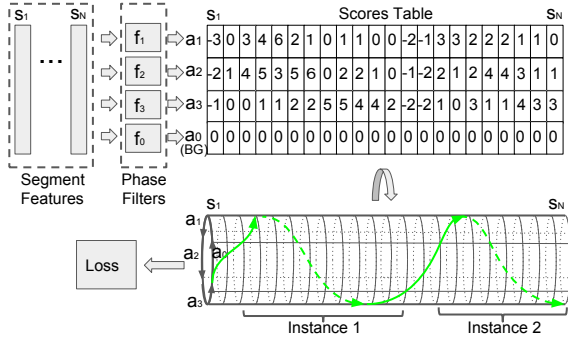 S1 SN
Scores Table
S1 SN
f1 a1 -3 0 3 4 6 2 1 0 1 1 0 0 -2 -1 3 3 2 2 2 1 1 0
... f2 a2 -2 1 4 5 3 5 6 0 2 2 1 0 -1 -2 2 1 2 4 4 3 1 1
f3 a3 -1 0 0 1 1 2 2 5 5 4 4 2 -2 -2 1 0 3 1 1 4 3 3
f0 a0 0 0 0 0 0 0 0 0 0 0 0 0 0 0 0 0 0 0 0 0 0 0
(BG)
Segment Features
Phase Filters
S1 SN
a1
a0
a2
a3
Loss
Instance 1
Instance 2